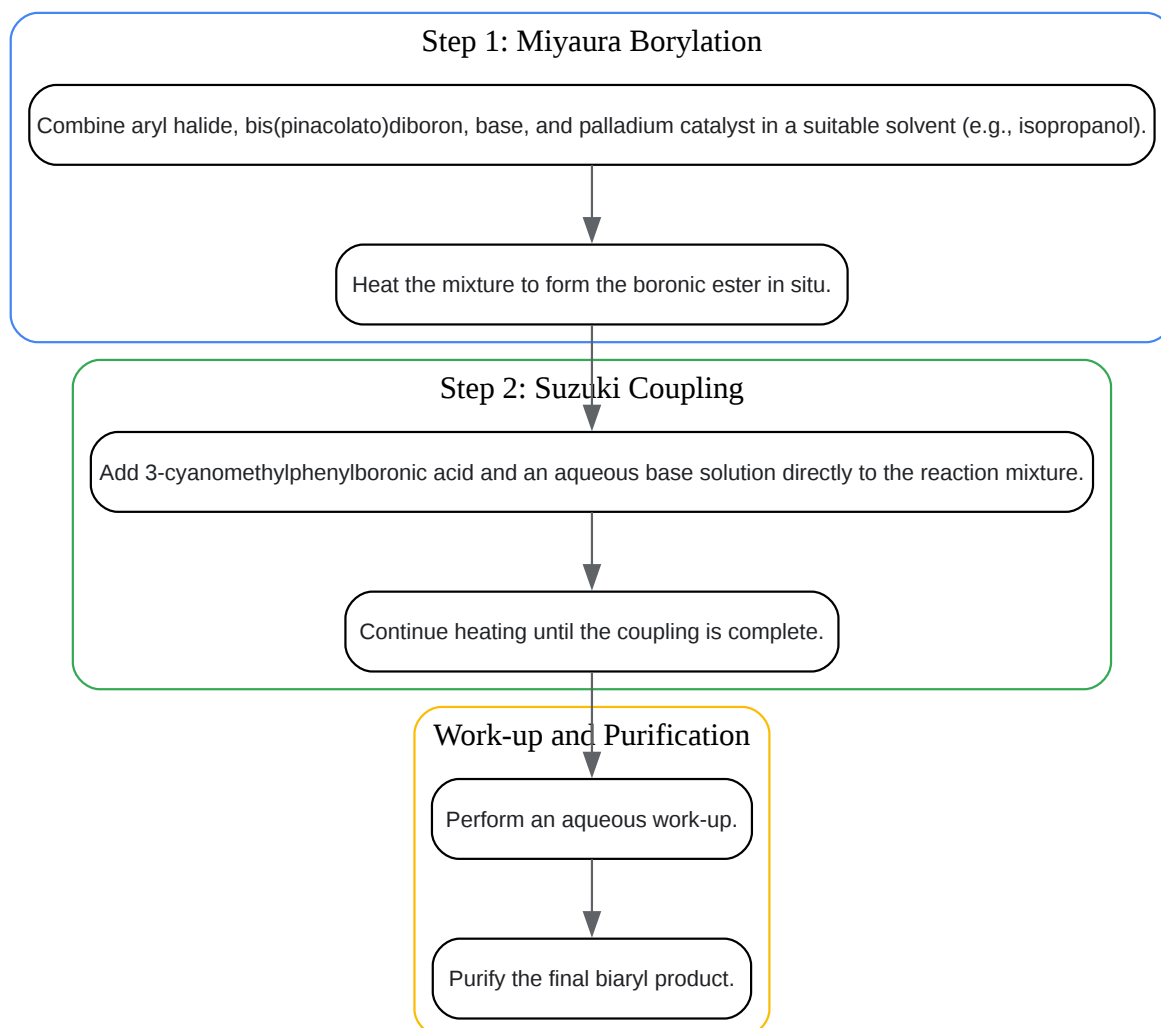 Step 1: Miyaura Borylation
Combine aryl halide, bis(pinacolato)diboron, base, and palladium catalyst in a suitable solvent (e.g., isopropanol).
Heat the mixture to form the boronic ester in situ.
Step 2: Suzuki Coupling
Add 3-cyanomethylphenylboronic acid and an aqueous base solution directly to the reaction mixture.
Continue heating until the coupling is complete.
Work-up and Purification
Perform an aqueous work-up.
Purify the final biaryl product.